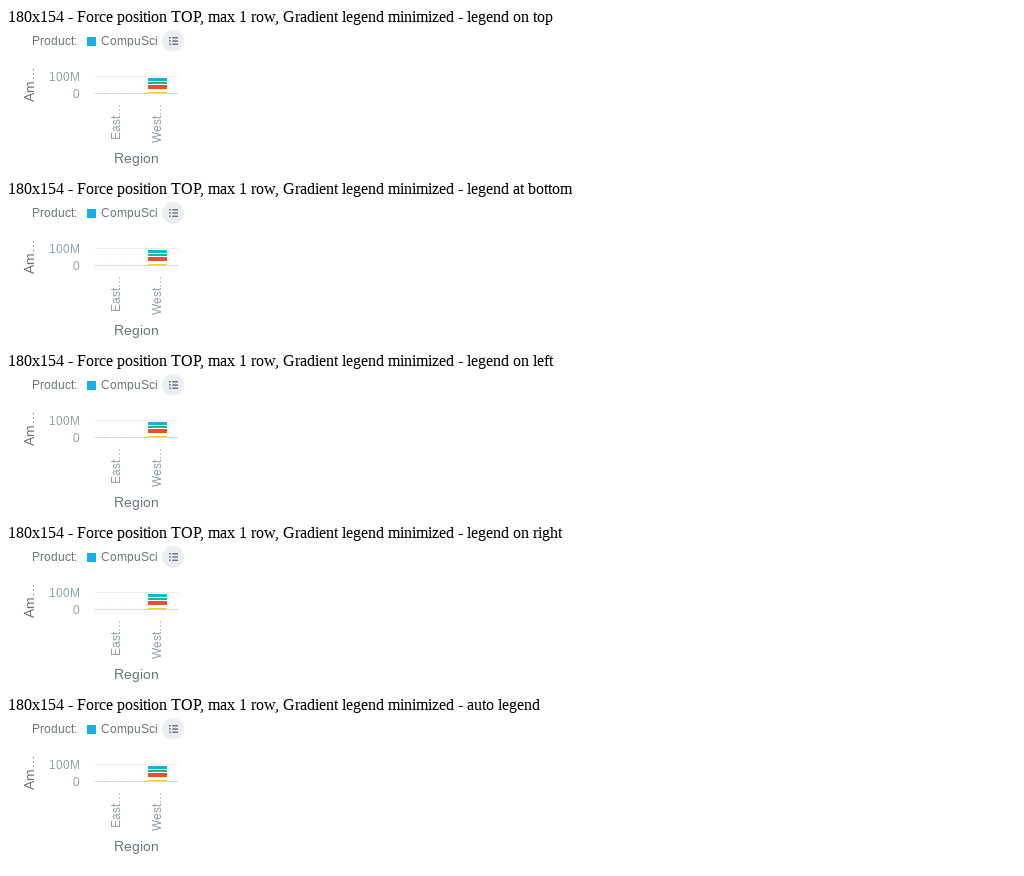 180x154 - Force position TOP, max 1 row, Gradient legend minimized - legend on top
Product: CompuSci
Am…
100M
0
East…
West…
Region
180x154 - Force position TOP, max 1 row, Gradient legend minimized - legend at bottom
Product: CompuSci
Am…
100M
0
East…
West…
Region
180x154 - Force position TOP, max 1 row, Gradient legend minimized - legend on left
Product: CompuSci
Am…
100M
0
East…
West…
Region
180x154 - Force position TOP, max 1 row, Gradient legend minimized - legend on right
Product: CompuSci
Am…
100M
0
East…
West…
Region
180x154 - Force position TOP, max 1 row, Gradient legend minimized - auto legend
Product: CompuSci
Am…
100M
0
East…
West…
Region